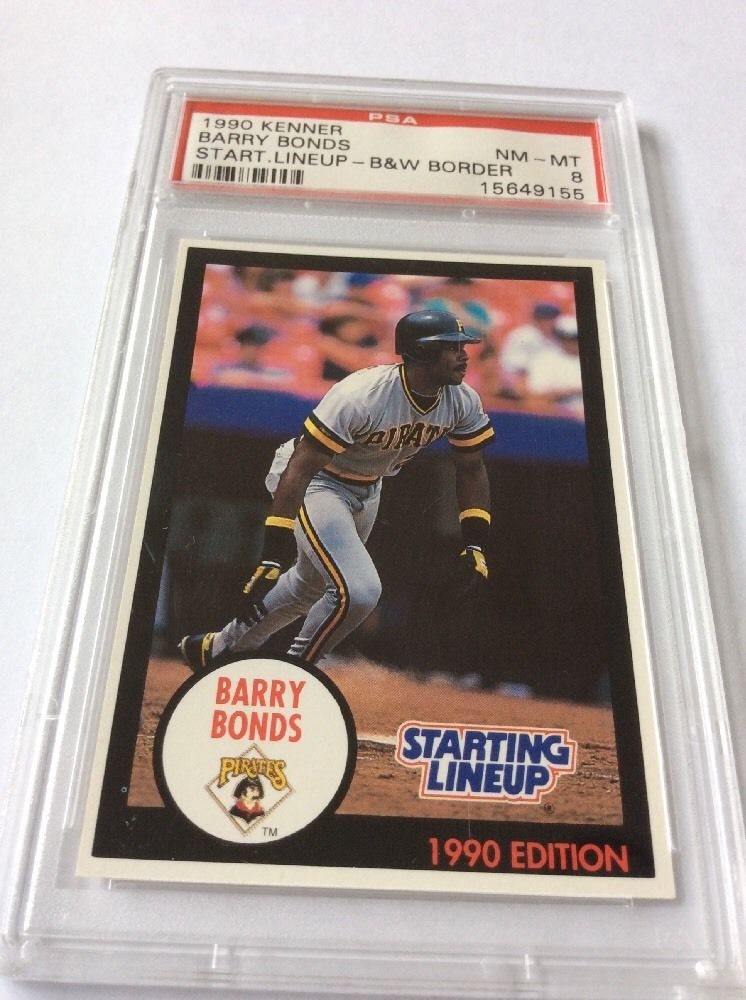 PSA
1990 KENNER
BARRY BONDS NM-MT
START.LINEUP-B&W BORDER 8
15649155
P
PIRAT
BARRY
BONDS
PIRATES
TM
STARTING
LINEUP
1990 EDITION